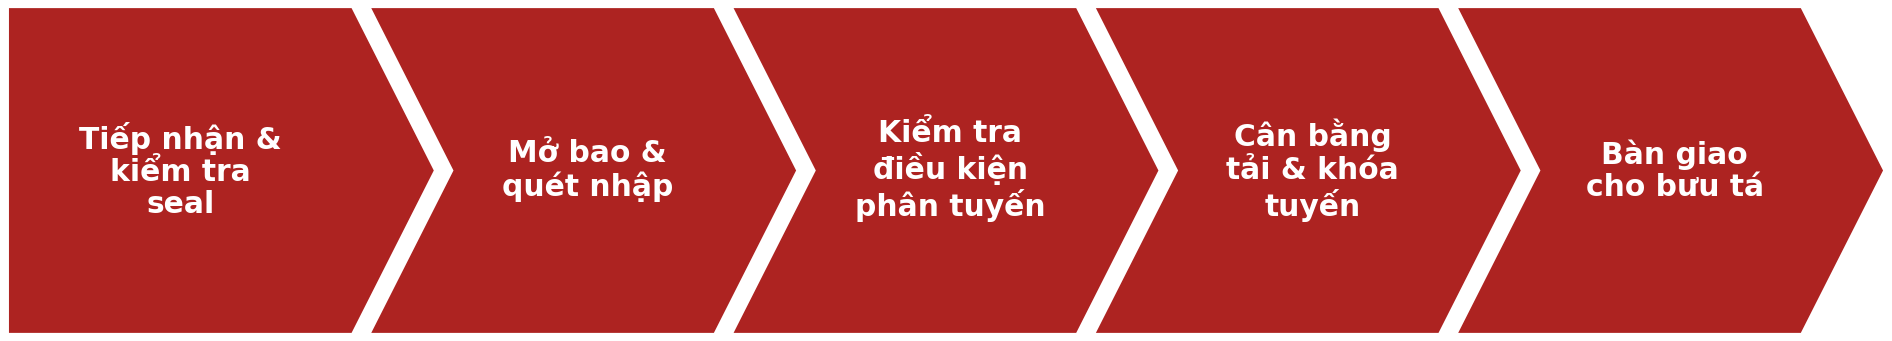 Tiếp nhận &
kiểm tra
seal
Mở bao &
quét nhập
Kiểm tra
điều kiện
phân tuyến
Cân bằng
tải & khóa
tuyến
Bàn giao
cho bưu tá